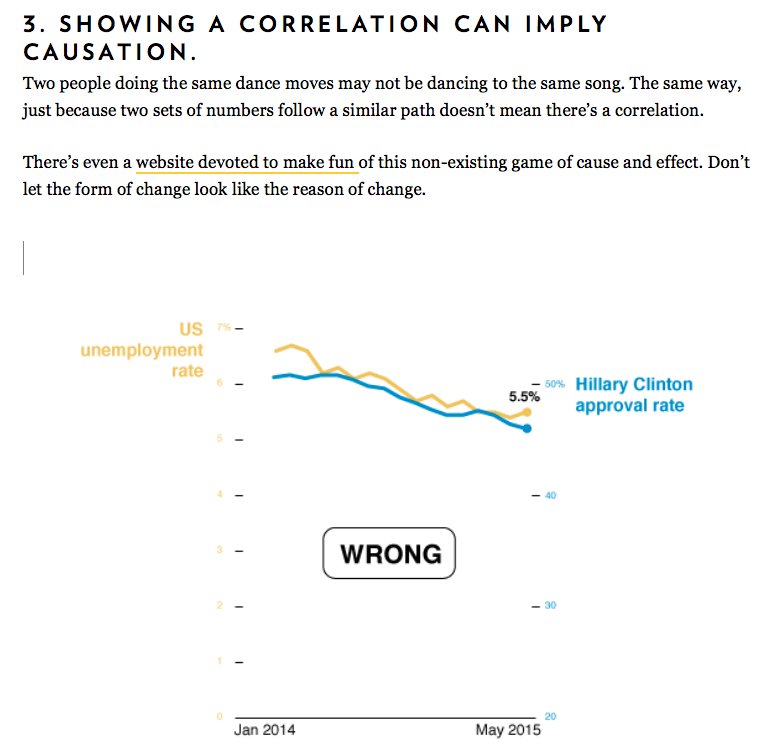 3. SHOWING A CORRELATION CAN IMPLY
CAUSATION.
Two people doing the same dance moves may not be dancing to the same song. The same way,
just because two sets of numbers follow a similar path doesn’t mean there’s a correlation.
There’s even a website devoted to make fun of this non-existing game of cause and effect. Don’t
let the form of change look like the reason of change.
US
unemployment
rate
7%
6
5
4
3
2
1
0
5.5%
50%
Hillary Clinton
approval rate
40
30
20
WRONG
Jan 2014
May 2015